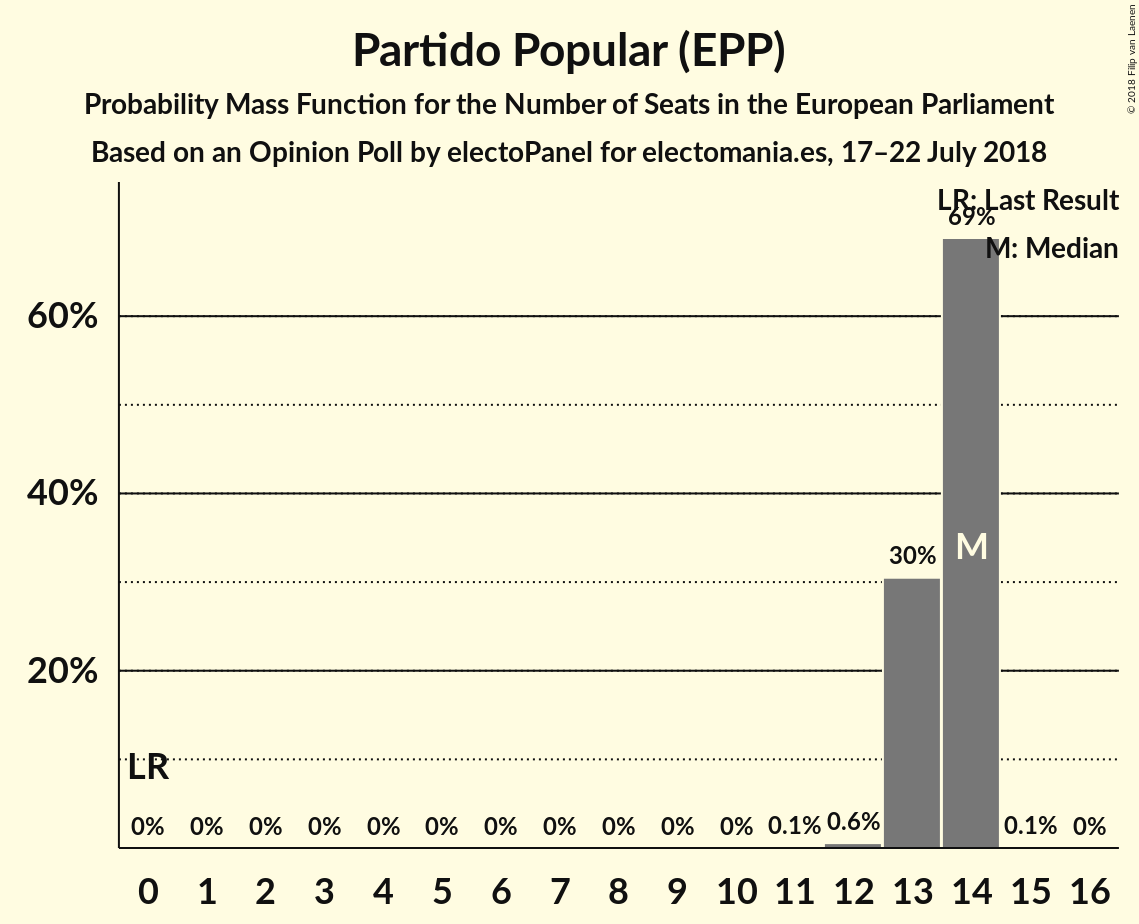 Partido Popular (EPP)
Probability Mass Function for the Number of Seats in the European Parliament
Based on an Opinion Poll by electoPanel for electomania.es, 17–22 July 2018
© 2018 Filip van Laenen
LR: Last Result
69%
M: Median
60%
40%
M
30%
20%
LR
0% 0% 0% 0% 0% 0% 0% 0% 0% 0% 0% 0.1% 0.6% 0.1% 0%
0 1 2 3 4 5 6 7 8 9 10 11 12 13 14 15 16